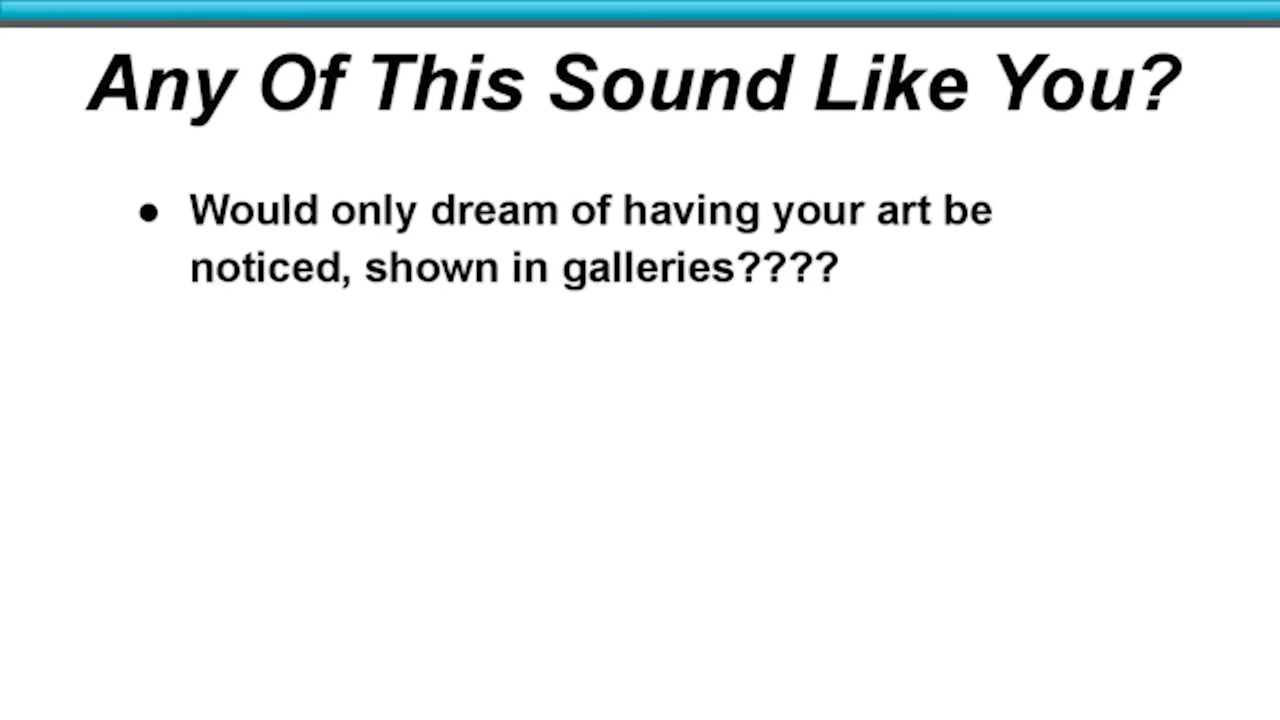 Any Of This Sound Like You?
● Would only dream of having your art be
noticed, shown in galleries????